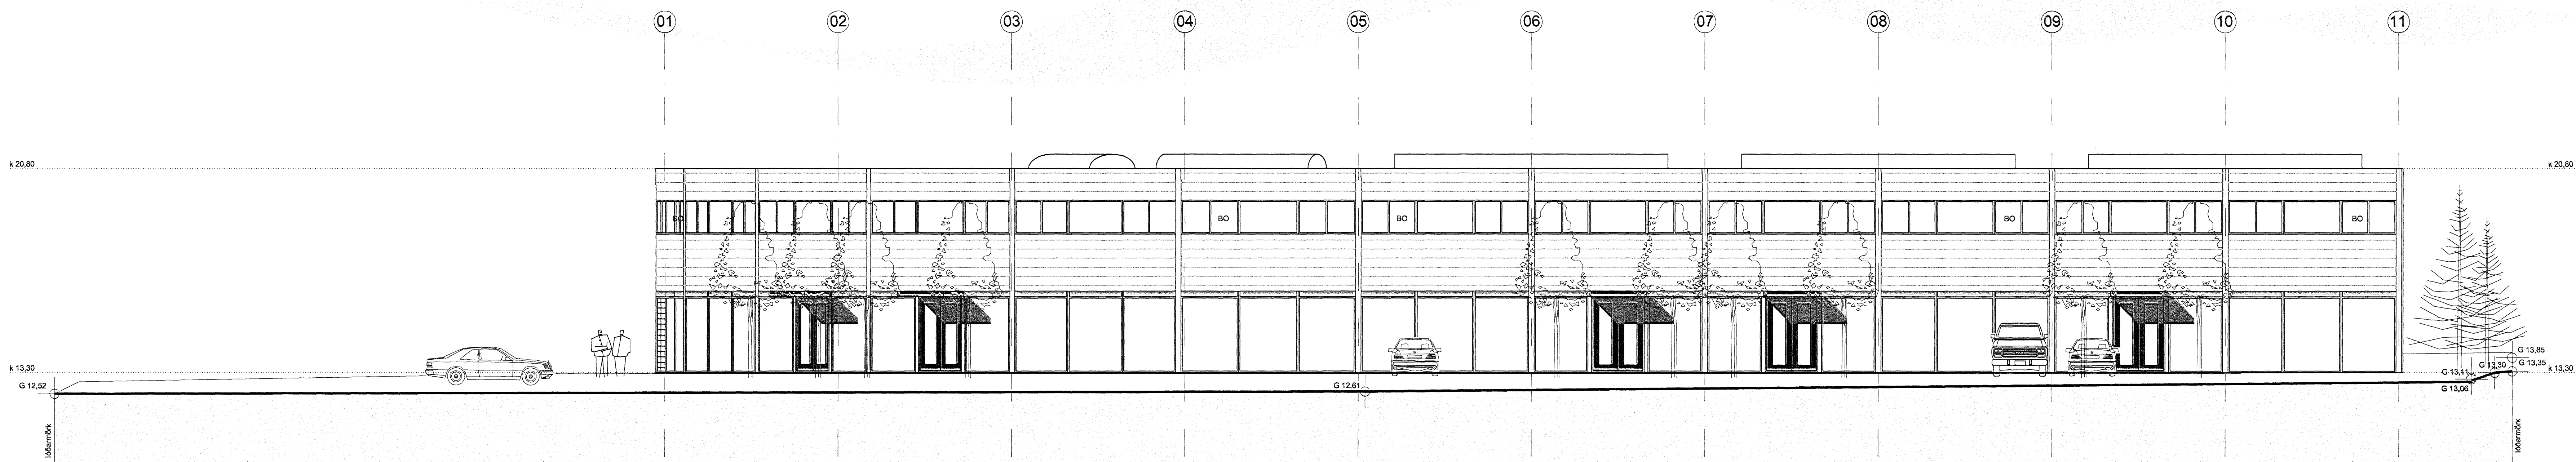 01 02 03 04 05 06 07 08 09 10 11
k 20,80 k 20,80
BO BO BO BO BO
k 13,30 k 13,30
G 12,52
G 12,61
G 13,85
G 13,11 G 13,30 G 13,35
G 13,06
lóðarmörk lóðarmörk